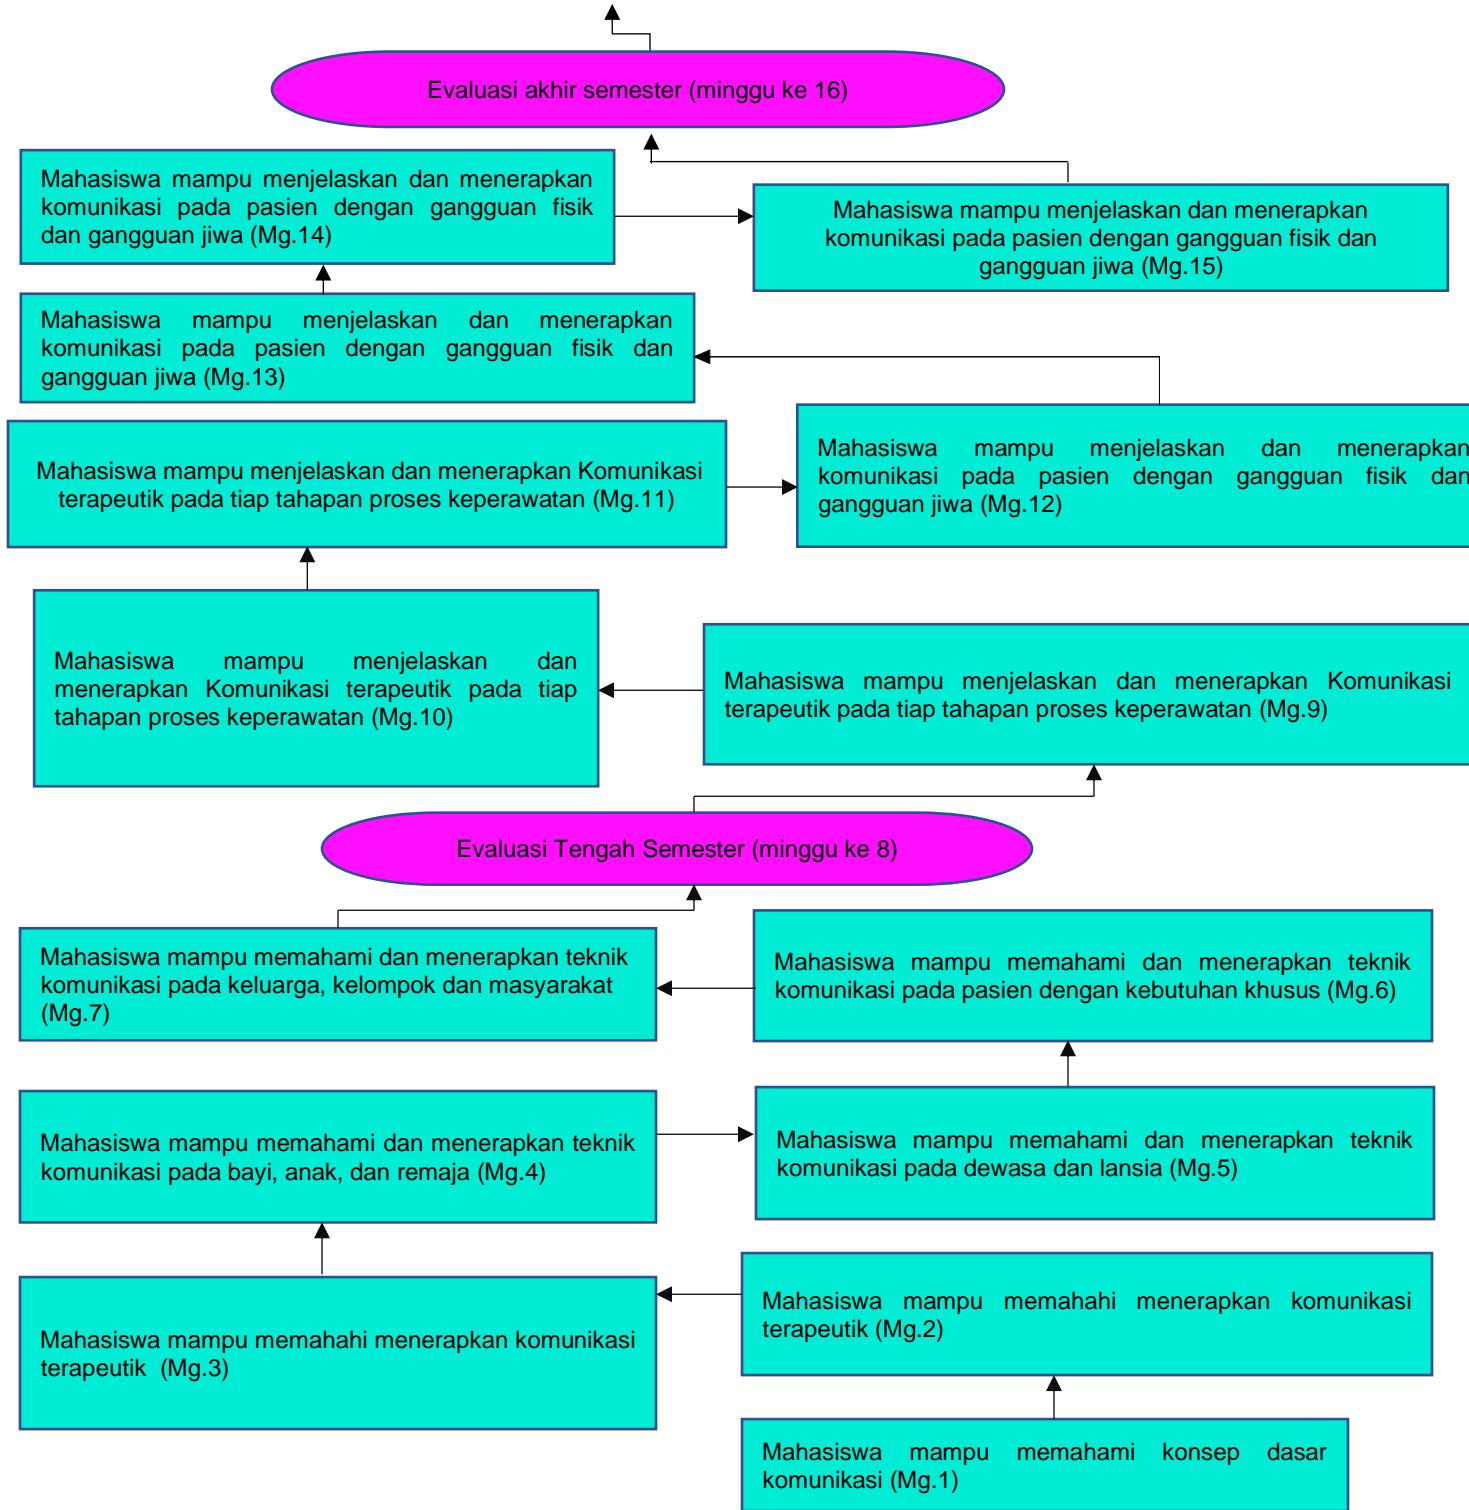 Evaluasi akhir semester (minggu ke 16)
Mahasiswa mampu menjelaskan dan menerapkan
komunikasi pada pasien dengan gangguan fisik
dan gangguan jiwa (Mg.14)
Mahasiswa mampu menjelaskan dan menerapkan
komunikasi pada pasien dengan gangguan fisik dan
gangguan jiwa (Mg.15)
Mahasiswa mampu menjelaskan dan menerapkan
komunikasi pada pasien dengan gangguan fisik dan
gangguan jiwa (Mg.13)
Mahasiswa mampu menjelaskan dan menerapkan Komunikasi
terapeutik pada tiap tahapan proses keperawatan (Mg.11)
Mahasiswa mampu menjelaskan dan menerapkan
komunikasi pada pasien dengan gangguan fisik dan
gangguan jiwa (Mg.12)
Mahasiswa mampu menjelaskan dan
menerapkan Komunikasi terapeutik pada tiap
tahapan proses keperawatan (Mg.10)
Mahasiswa mampu menjelaskan dan menerapkan Komunikasi
terapeutik pada tiap tahapan proses keperawatan (Mg.9)
Evaluasi Tengah Semester (minggu ke 8)
Mahasiswa mampu memahami dan menerapkan teknik
komunikasi pada keluarga, kelompok dan masyarakat
(Mg.7)
Mahasiswa mampu memahami dan menerapkan teknik
komunikasi pada pasien dengan kebutuhan khusus (Mg.6)
Mahasiswa mampu memahami dan menerapkan teknik
komunikasi pada bayi, anak, dan remaja (Mg.4)
Mahasiswa mampu memahami dan menerapkan teknik
komunikasi pada dewasa dan lansia (Mg.5)
Mahasiswa mampu memahahi menerapkan komunikasi
terapeutik (Mg.3)
Mahasiswa mampu memahahi menerapkan komunikasi
terapeutik (Mg.2)
Mahasiswa mampu memahami konsep dasar
komunikasi (Mg.1)